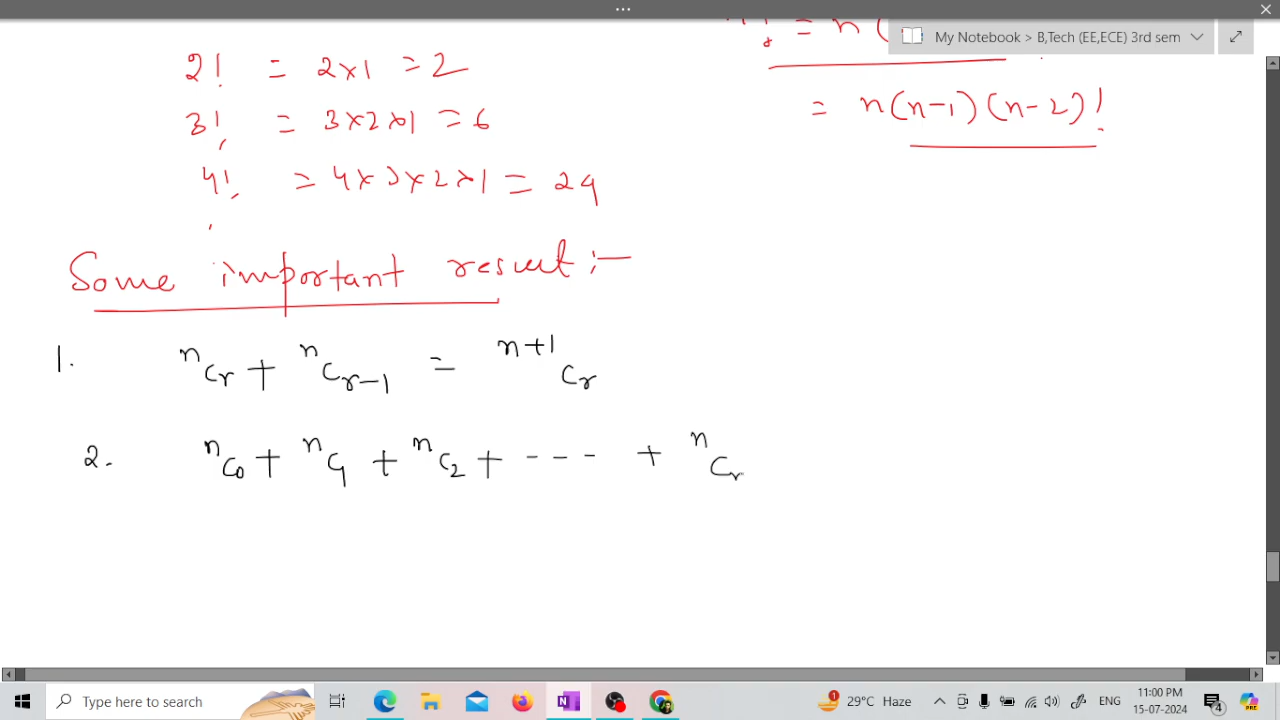 My Notebook > B,Tech (EE,ECE) 3rd sem
2! = 2×1 = 2
= n(n-1)(n-2)!
3! = 3×2×1 = 6
4! = 4×3×2×1 = 24
Some important result :-
1. ⁿCr + ⁿCr-1 = ⁿ⁺¹Cr
2. ⁿC₀ + ⁿC₁ + ⁿC₂ + --- + ⁿCr
Type here to search
1
29°C Haze
11:00 PM
15-07-2024
4